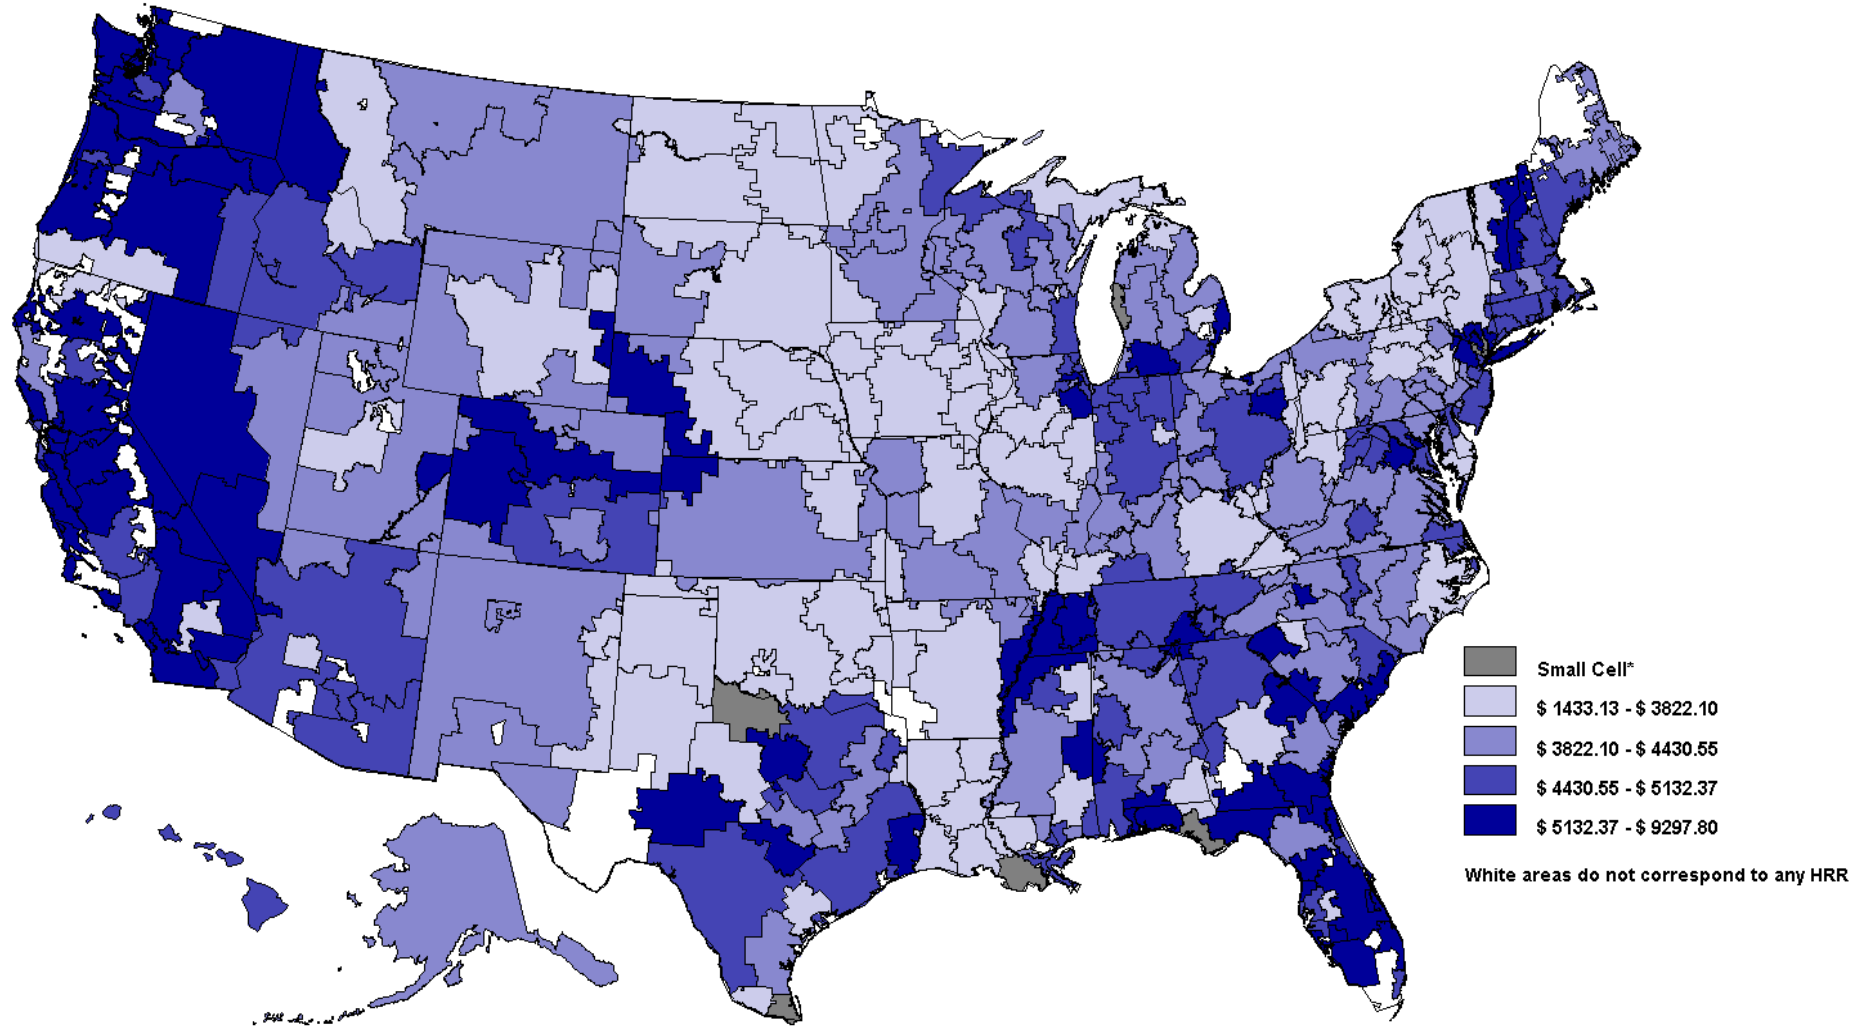 Small Cell*
$ 1433.13 - $ 3822.10
$ 3822.10 - $ 4430.55
$ 4430.55 - $ 5132.37
$ 5132.37 - $ 9297.80
White areas do not correspond to any HRR